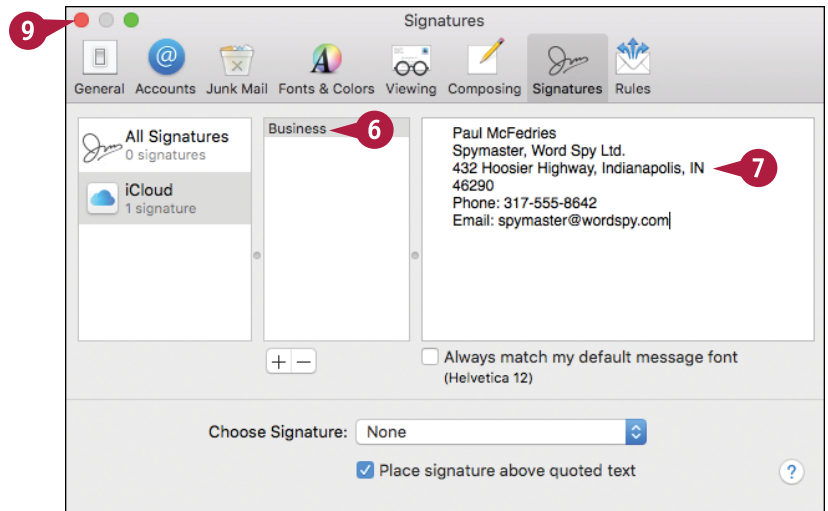 9
Signatures
General Accounts Junk Mail Fonts & Colors Viewing Composing Signatures Rules
All Signatures
0 signatures
iCloud
1 signature
Business
6
Paul McFedries
Spymaster, Word Spy Ltd.
432 Hoosier Highway, Indianapolis, IN
46290
Phone: 317-555-8642
Email: spymaster@wordspy.com
7
+ −
Always match my default message font
(Helvetica 12)
Choose Signature: None
Place signature above quoted text
?